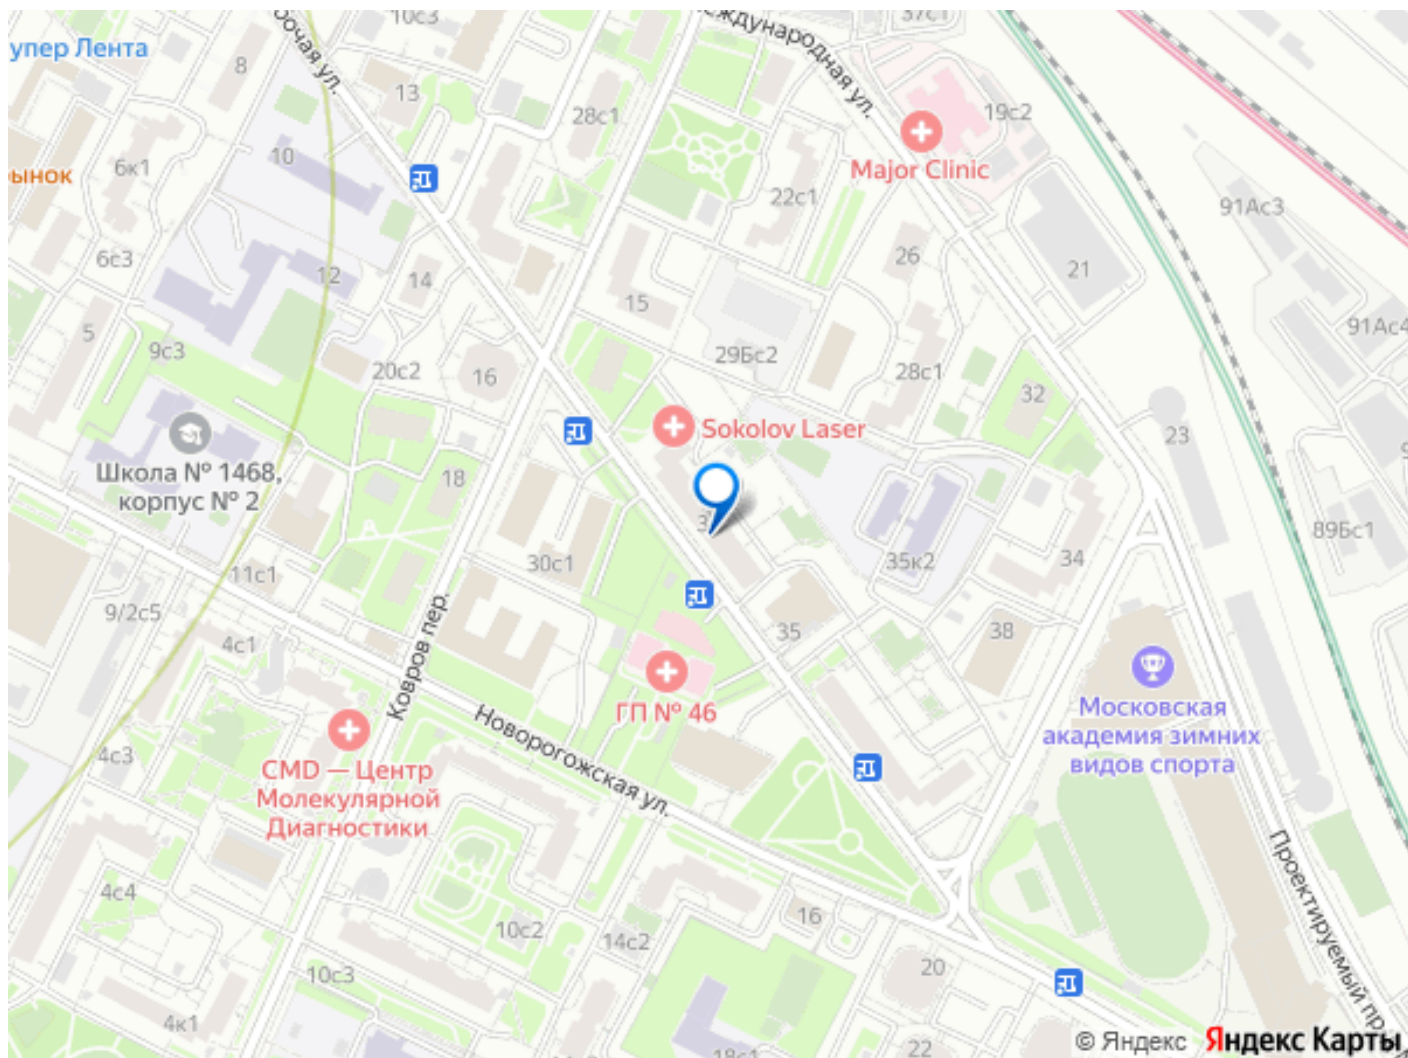 10с3
37с1
упер Лента
очая ул.
еждународная ул.
8
13
28с1
19с2
Major Clinic
10
6к1
ынок
22с1
91Ас3
6с3
12
14
26
21
15
5
9с3
20с2
16
29Бс2
28с1
91Ас4
32
Sokolov Laser
23
Школа № 1468,
корпус № 2
18
3
30с1
35к2
34
89Бс1
11с1
9/2с5
4с1
35
38
Ковров пер.
Новорогожская ул.
ГП № 46
Московская
академия зимних
видов спорта
4с3
CMD — Центр
Молекулярной
Диагностики
4с4
10с2
14с2
16
Проектируемый пр.
10с3
20
4к1
18с1
22
© Яндекс Яндекс Карты